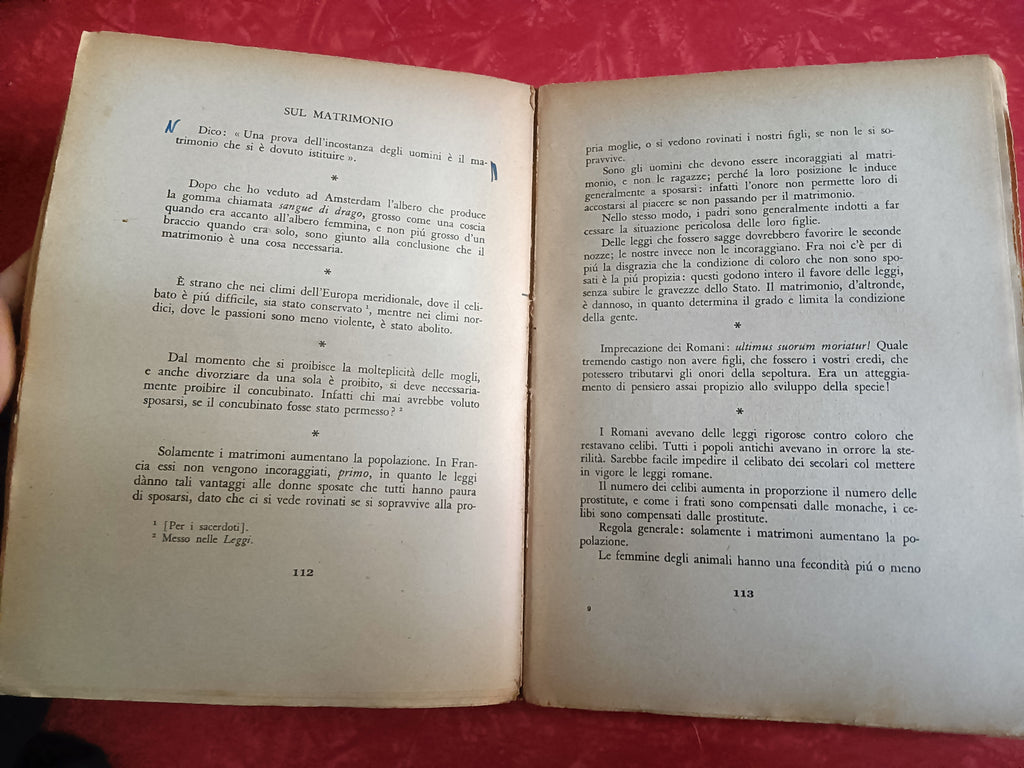 SUL MATRIMONIO
N
Dico: « Una prova dell'incostanza degli uomini è il ma-
trimonio che si è dovuto istituire ».
*
Dopo che ho veduto ad Amsterdam l'albero che produce
la gomma chiamata sangue di drago, grosso come una coscia
quando era accanto all'albero femmina, e non piú grosso d'un
braccio quando era solo, sono giunto alla conclusione che il
matrimonio è una cosa necessaria.
*
È strano che nei climi dell'Europa meridionale, dove il celi-
bato è piú difficile, sia stato conservato ¹, mentre nei climi nor-
dici, dove le passioni sono meno violente, è stato abolito.
*
Dal momento che si proibisce la molteplicità delle mogli,
e anche divorziare da una sola è proibito, si deve necessaria-
mente proibire il concubinato. Infatti chi mai avrebbe voluto
sposarsi, se il concubinato fosse stato permesso? ²
*
Solamente i matrimoni aumentano la popolazione. In Fran-
cia essi non vengono incoraggiati, primo, in quanto le leggi
dànno tali vantaggi alle donne sposate che tutti hanno paura
di sposarsi, dato che ci si vede rovinati se si sopravvive alla pro-
¹ [Per i sacerdoti].
² Messo nelle Leggi.
112
pria moglie, o si vedono rovinati i nostri figli, se non le si so-
pravvive.
Sono gli uomini che devono essere incoraggiati al matri-
monio, e non le ragazze; perché la loro posizione le induce
generalmente a sposarsi: infatti l'onore non permette loro di
accostarsi al piacere se non passando per il matrimonio.
Nello stesso modo, i padri sono generalmente indotti a far
cessare la situazione pericolosa delle loro figlie.
Delle leggi che fossero sagge dovrebbero favorire le seconde
nozze; le nostre invece non le incoraggiano. Fra noi c'è per di
piú la disgrazia che la condizione di coloro che non sono spo-
sati è la piú propizia: questi godono intero il favore delle leggi,
senza subire le gravezze dello Stato. Il matrimonio, d'altronde,
è dannoso, in quanto determina il grado e limita la condizione
della gente.
*
Imprecazione dei Romani: ultimus suorum moriatur! Quale
tremendo castigo non avere figli, che fossero i vostri eredi, che
potessero tributarvi gli onori della sepoltura. Era un atteggia-
mento di pensiero assai propizio allo sviluppo della specie!
*
I Romani avevano delle leggi rigorose contro coloro che
restavano celibi. Tutti i popoli antichi avevano in orrore la ste-
rilità. Sarebbe facile impedire il celibato dei secolari col mettere
in vigore le leggi romane.
Il numero dei celibi aumenta in proporzione il numero delle
prostitute, e come i frati sono compensati dalle monache, i ce-
libi sono compensati dalle prostitute.
Regola generale: solamente i matrimoni aumentano la po-
polazione.
Le femmine degli animali hanno una fecondità piú o meno
113
9